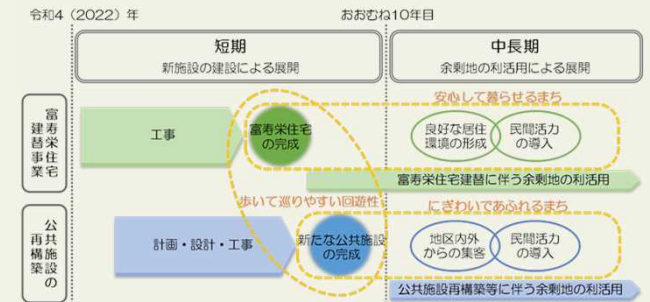 令和4（2022）年
おおむね10年目
短期
新施設の建設による展開
中長期
余剰地の利活用による展開
富寿栄住宅
建替事業
工事
富寿栄住宅
の完成
安心して暮らせるまち
良好な居住
環境の形成
民間活力
の導入
富寿栄住宅建替に伴う余剰地の利活用
歩いて巡りやすい回遊性
にぎわいであふれるまち
公共施設の
再構築
計画・設計・工事
新たな公共施設
の完成
地区内外
からの集客
民間活力
の導入
公共施設再構築等に伴う余剰地の利活用